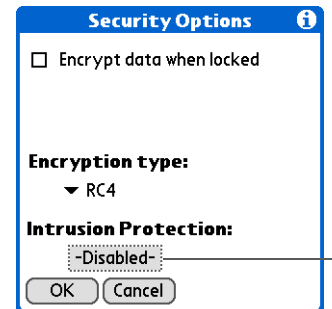 Security Options i
Encrypt data when locked
Encryption type:
RC4
Intrusion Protection:
-Disabled-
OK Cancel